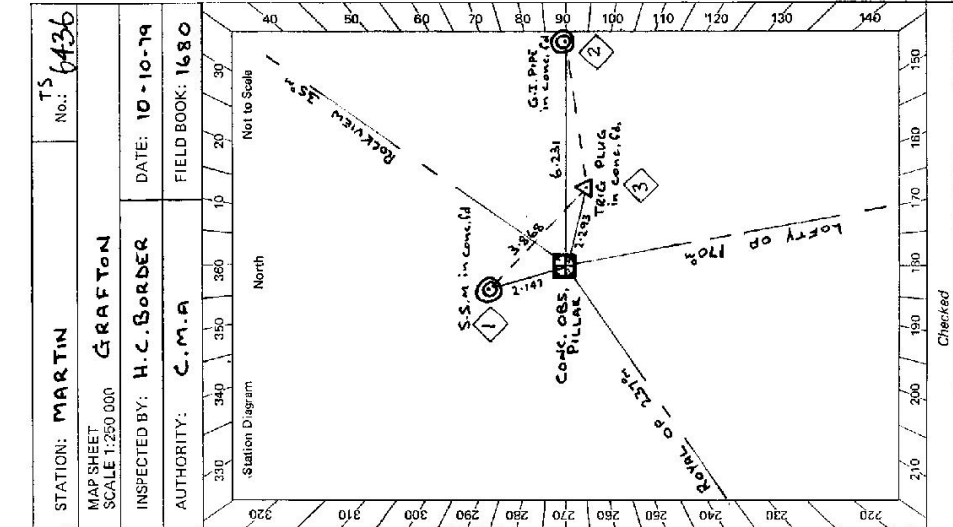 STATION: MARTIN
No.: TS 6436
MAP SHEET
SCALE 1:250 000 GRAFTON
INSPECTED BY: H.C. BORDER
DATE: 10-10-79
AUTHORITY: C.M.A
FIELD BOOK: 1680
330 340 350 360 10 20 30
Station Diagram
North
Not to Scale
40 50 60 70 80 90 100 110 120 130 140
150 160 170 180 190 200 210
220 230 240 250 260 270 280 290 300 310 320
ROCKVIEW 35°m
G.I. PIPE
in conc. fd
2
6.231
TRIG PLUG
in conc. fd.
3
2.293
3.868
S.S.M in conc. fd
1
2.147
CONC. OBS.
PILLAR
LOFTY OP 170°m
ROYAL OP 237°m
Checked